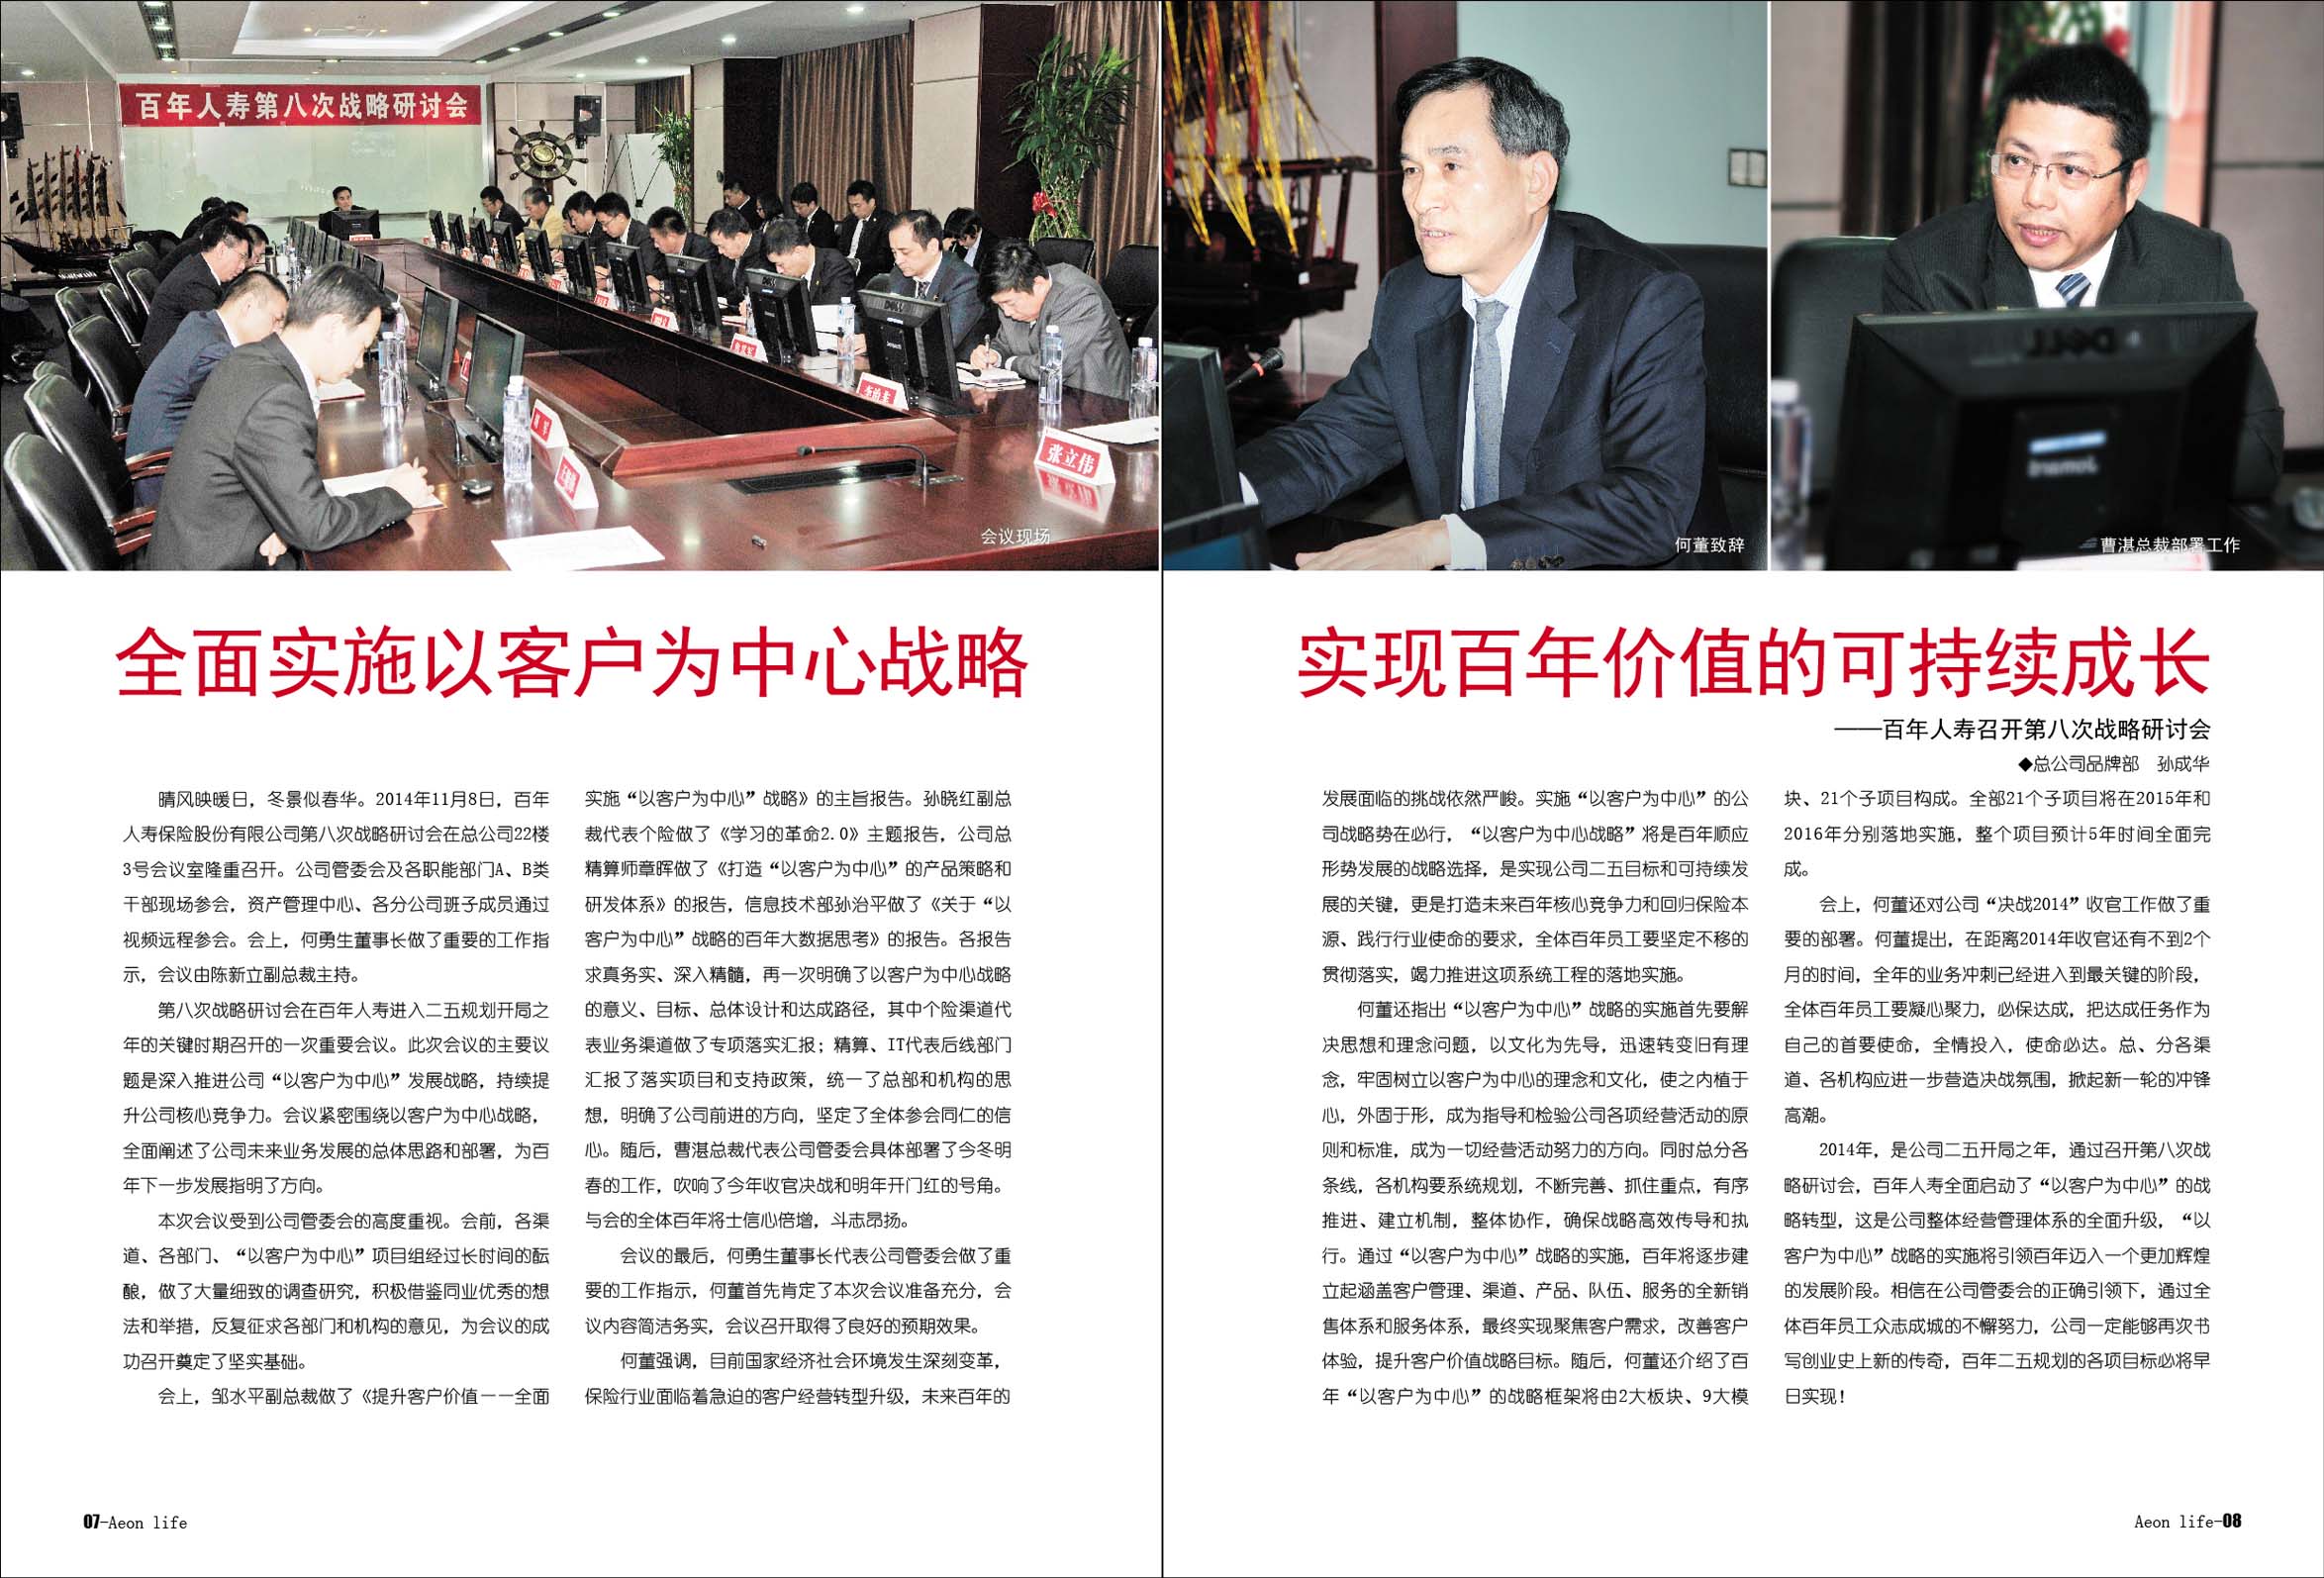 百年人寿第八次战略研讨会
张立伟
会议现场
DELL
何董致辞
曹湛总裁部署工作
全面实施以客户为中心战略
实现百年价值的可持续成长
——百年人寿召开第八次战略研讨会
◆总公司品牌部 孙成华
晴风映暖日，冬景似春华。2014年11月8日，百年
人寿保险股份有限公司第八次战略研讨会在总公司22楼
3号会议室隆重召开。公司管委会及各职能部门A、B类
干部现场参会，资产管理中心、各分公司班子成员通过
视频远程参会。会上，何勇生董事长做了重要的工作指
示，会议由陈新立副总裁主持。
第八次战略研讨会在百年人寿进入二五规划开局之
年的关键时期召开的一次重要会议。此次会议的主要议
题是深入推进公司“以客户为中心”发展战略，持续提
升公司核心竞争力。会议紧密围绕以客户为中心战略，
全面阐述了公司未来业务发展的总体思路和部署，为百
年下一步发展指明了方向。
本次会议受到公司管委会的高度重视。会前，各渠
道、各部门、“以客户为中心”项目组经过长时间的酝
酿，做了大量细致的调查研究，积极借鉴同业优秀的想
法和举措，反复征求各部门和机构的意见，为会议的成
功召开奠定了坚实基础。
会上，邹水平副总裁做了《提升客户价值——全面
实施“以客户为中心”战略》的主旨报告。孙晓红副总
裁代表个险做了《学习的革命2.0》主题报告，公司总
精算师章晖做了《打造“以客户为中心”的产品策略和
研发体系》的报告，信息技术部孙治平做了《关于“以
客户为中心”战略的百年大数据思考》的报告。各报告
求真务实、深入精髓，再一次明确了以客户为中心战略
的意义、目标、总体设计和达成路径，其中个险渠道代
表业务渠道做了专项落实汇报；精算、IT代表后线部门
汇报了落实项目和支持政策，统一了总部和机构的思
想，明确了公司前进的方向，坚定了全体参会同仁的信
心。随后，曹湛总裁代表公司管委会具体部署了今冬明
春的工作，吹响了今年收官决战和明年开门红的号角。
与会的全体百年将士信心倍增，斗志昂扬。
会议的最后，何勇生董事长代表公司管委会做了重
要的工作指示，何董首先肯定了本次会议准备充分，会
议内容简洁务实，会议召开取得了良好的预期效果。
何董强调，目前国家经济社会环境发生深刻变革，
保险行业面临着急迫的客户经营转型升级，未来百年的
发展面临的挑战依然严峻。实施“以客户为中心”的公
司战略势在必行，“以客户为中心战略”将是百年顺应
形势发展的战略选择，是实现公司二五目标和可持续发
展的关键，更是打造未来百年核心竞争力和回归保险本
源、践行行业使命的要求，全体百年员工要坚定不移的
贯彻落实，竭力推进这项系统工程的落地实施。
何董还指出“以客户为中心”战略的实施首先要解
决思想和理念问题，以文化为先导，迅速转变旧有理
念，牢固树立以客户为中心的理念和文化，使之内植于
心，外固于形，成为指导和检验公司各项经营活动的原
则和标准，成为一切经营活动努力的方向。同时总分各
条线，各机构要系统规划，不断完善、抓住重点，有序
推进、建立机制，整体协作，确保战略高效传导和执
行。通过“以客户为中心”战略的实施，百年将逐步建
立起涵盖客户管理、渠道、产品、队伍、服务的全新销
售体系和服务体系，最终实现聚焦客户需求，改善客户
体验，提升客户价值战略目标。随后，何董还介绍了百
年“以客户为中心”的战略框架将由2大板块、9大模
块、21个子项目构成。全部21个子项目将在2015年和
2016年分别落地实施，整个项目预计5年时间全面完
成。
会上，何董还对公司“决战2014”收官工作做了重
要的部署。何董提出，在距离2014年收官还有不到2个
月的时间，全年的业务冲刺已经进入到最关键的阶段，
全体百年员工要凝心聚力，必保达成，把达成任务作为
自己的首要使命，全情投入，使命必达。总、分各渠
道、各机构应进一步营造决战氛围，掀起新一轮的冲锋
高潮。
2014年，是公司二五开局之年，通过召开第八次战
略研讨会，百年人寿全面启动了“以客户为中心”的战
略转型，这是公司整体经营管理体系的全面升级，“以
客户为中心”战略的实施将引领百年迈入一个更加辉煌
的发展阶段。相信在公司管委会的正确引领下，通过全
体百年员工众志成城的不懈努力，公司一定能够再次书
写创业史上新的传奇，百年二五规划的各项目标必将早
日实现！
07-Aeon life
Aeon life-08